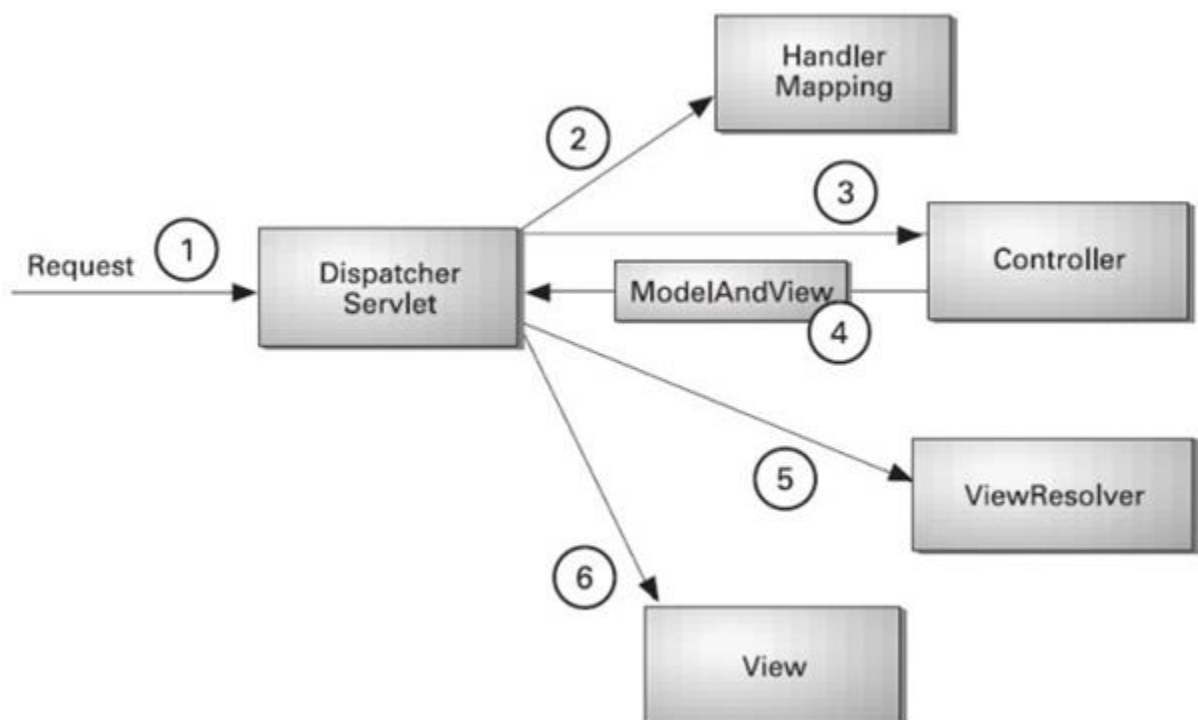 Handler
Mapping
2
3
1
Request
Dispatcher
Servlet
Controller
ModelAndView
4
5
ViewResolver
6
View